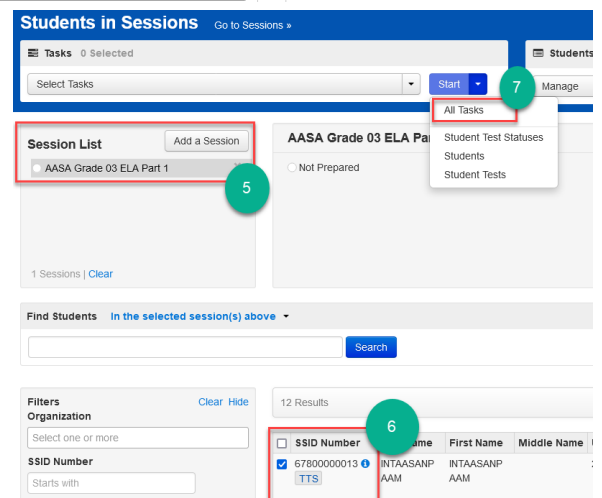 Students in Sessions Go to Sessions »
Tasks 0 Selected
Students
Select Tasks
Start
Manage
7
All Tasks
Student Test Statuses
Students
Student Tests
Session List
Add a Session
AASA Grade 03 ELA Part 1
5
1 Sessions | Clear
AASA Grade 03 ELA Par
Not Prepared
Find Students In the selected session(s) above
Search
Filters Clear Hide
Organization
Select one or more
SSID Number
Starts with
12 Results
6
SSID Number ame First Name Middle Name
67800000013 INTAASANP INTAASANP
TTS AAM AAM